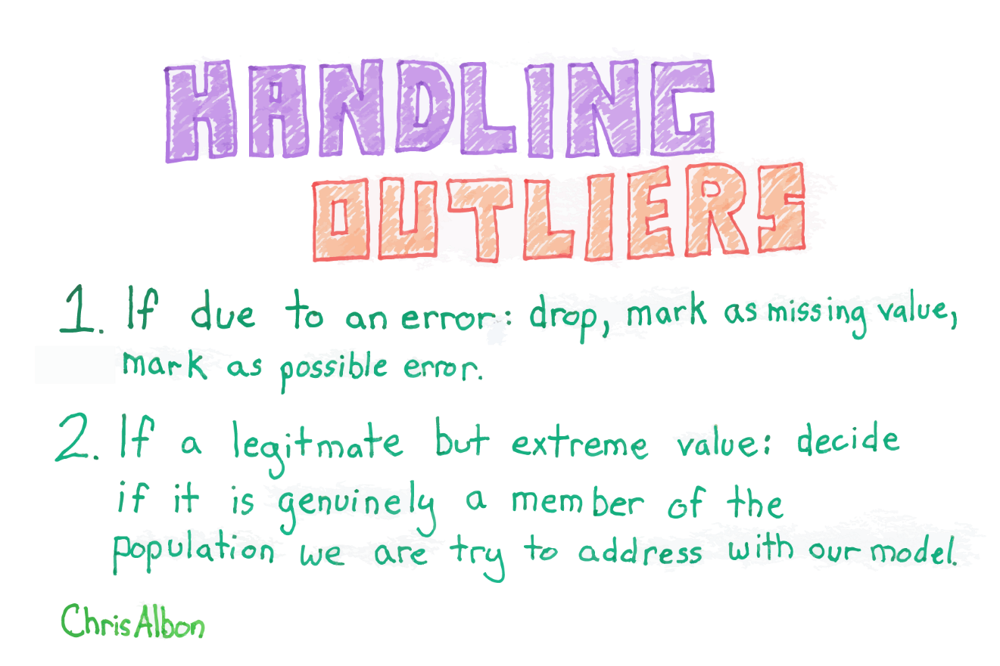 HANDLING
OUTLIERS
1. If due to an error: drop, mark as missing value,
mark as possible error.
2. If a legitmate but extreme value: decide
if it is genuinely a member of the
population we are try to address with our model.
Chris Albon